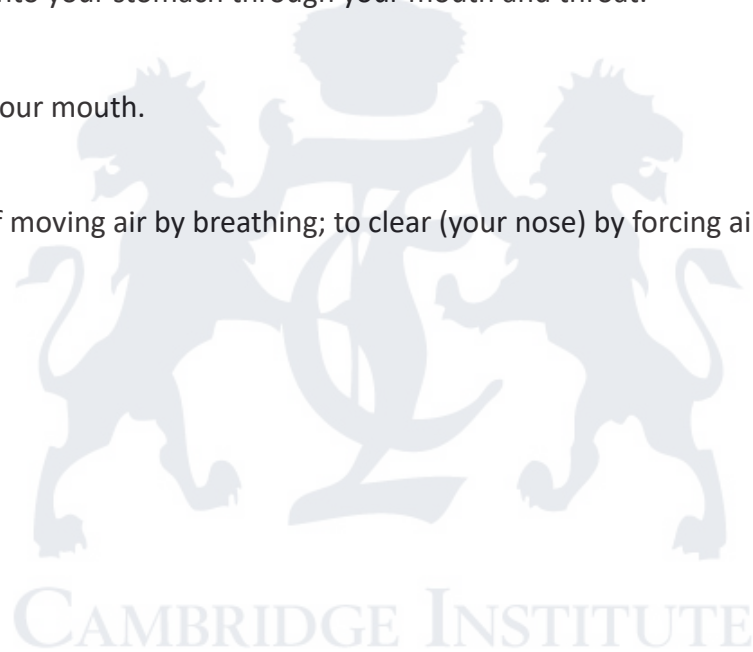 nto your stomach through your mouth and throat.
our mouth.
f moving air by breathing; to clear (your nose) by forcing ai
CAMBRIDGE INSTITUTE